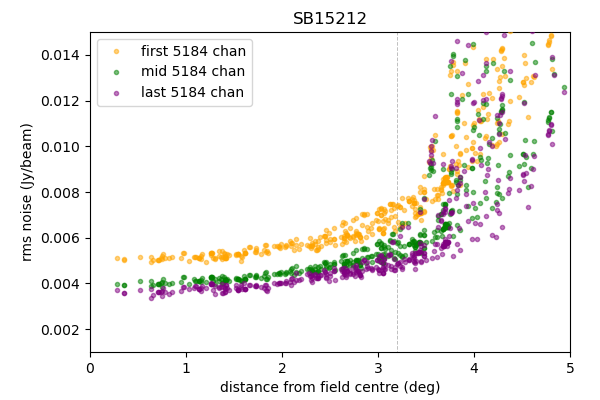 SB15212
first 5184 chan
mid 5184 chan
last 5184 chan
rms noise (Jy/beam)
0.014
0.012
0.010
0.008
0.006
0.004
0.002
0 1 2 3 4 5
distance from field centre (deg)